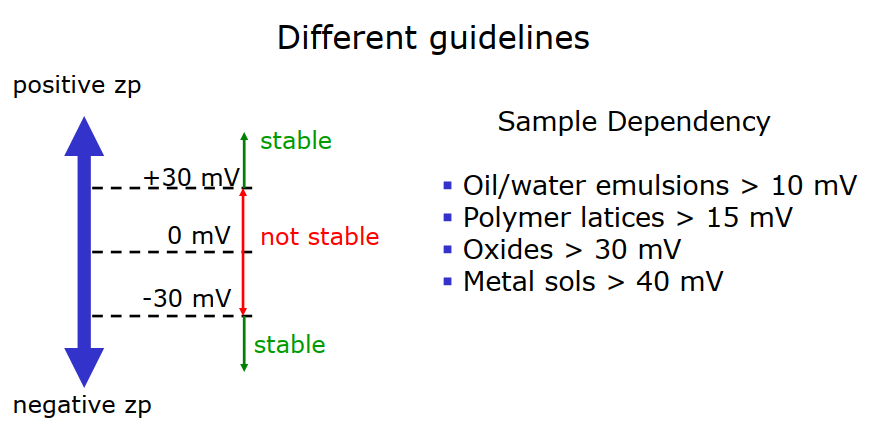 Different guidelines
positive zp
stable
+30 mV
0 mV
not stable
-30 mV
stable
negative zp
Sample Dependency
▪ Oil/water emulsions > 10 mV
▪ Polymer latices > 15 mV
▪ Oxides > 30 mV
▪ Metal sols > 40 mV